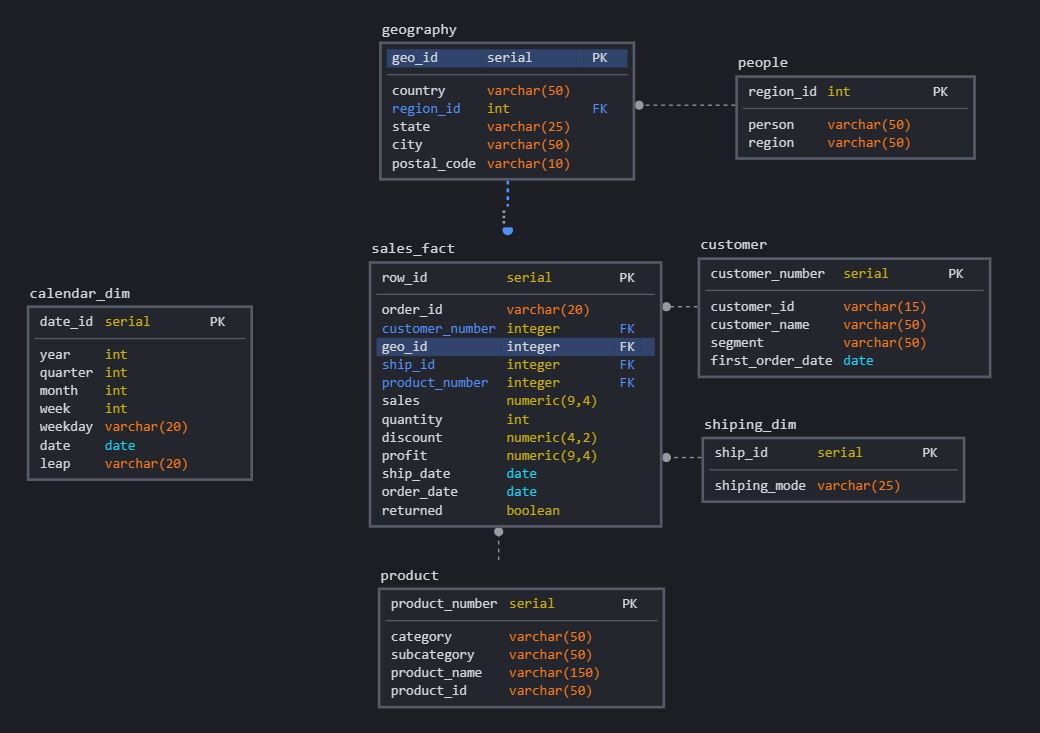 geography
geo_id serial PK
country varchar(50)
region_id int FK
state varchar(25)
city varchar(50)
postal_code varchar(10)
people
region_id int PK
person varchar(50)
region varchar(50)
sales_fact
row_id serial PK
order_id varchar(20)
customer_number integer FK
geo_id integer FK
ship_id integer FK
product_number integer FK
sales numeric(9,4)
quantity int
discount numeric(4,2)
profit numeric(9,4)
ship_date date
order_date date
returned boolean
customer
customer_number serial PK
customer_id varchar(15)
customer_name varchar(50)
segment varchar(50)
first_order_date date
calendar_dim
date_id serial PK
year int
quarter int
month int
week int
weekday varchar(20)
date date
leap varchar(20)
shiping_dim
ship_id serial PK
shiping_mode varchar(25)
product
product_number serial PK
category varchar(50)
subcategory varchar(50)
product_name varchar(150)
product_id varchar(50)